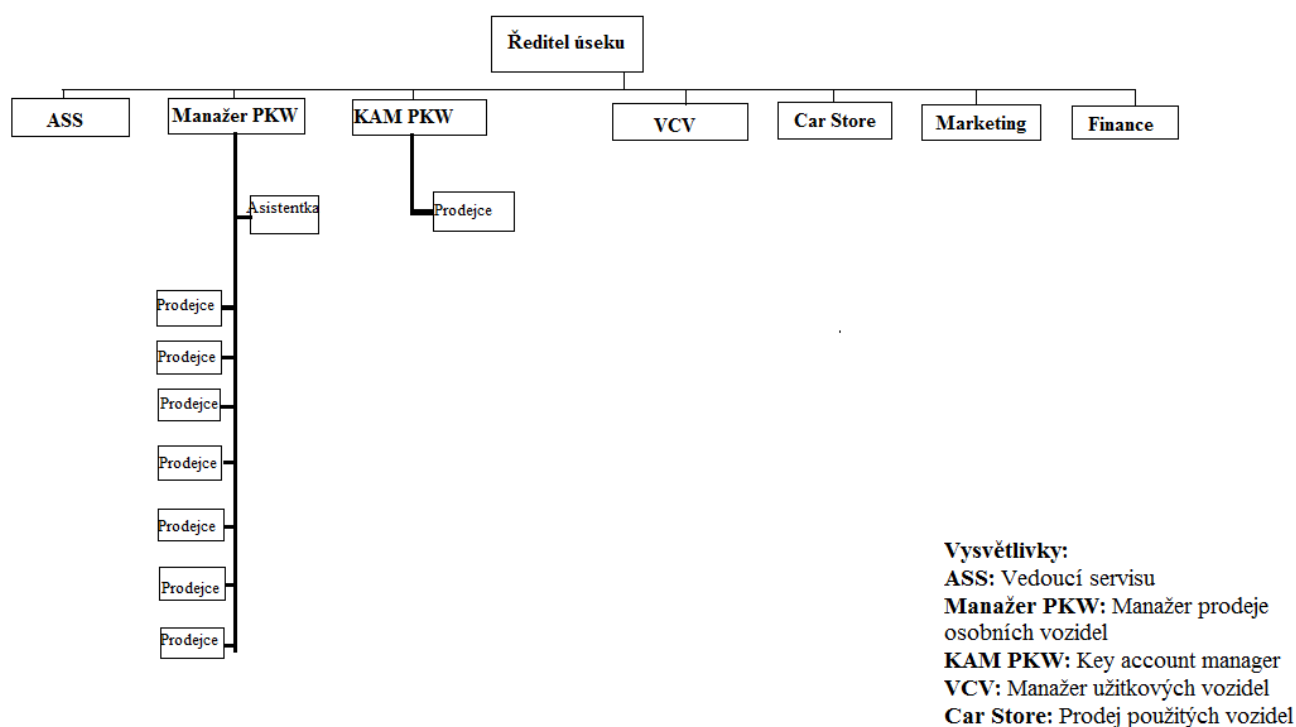 Ředitel úseku
ASS
Manažer PKW
KAM PKW
VCV
Car Store
Marketing
Finance
Asistentka
Prodejce
Prodejce
Prodejce
Prodejce
Prodejce
Prodejce
Prodejce
Prodejce
Vysvětlivky:
ASS: Vedoucí servisu
Manažer PKW: Manažer prodeje
osobních vozidel
KAM PKW: Key account manager
VCV: Manažer užitkových vozidel
Car Store: Prodej použitých vozidel